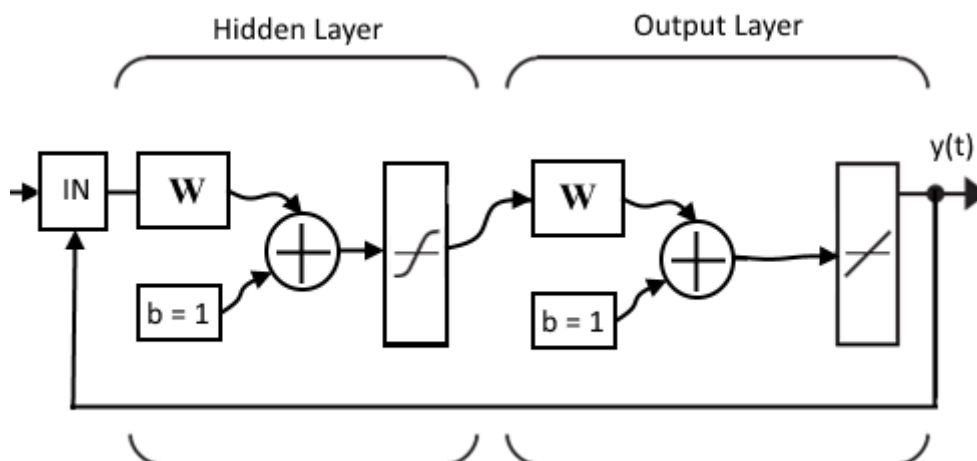 Hidden Layer
Output Layer
y(t)
IN
W
W
b = 1
b = 1